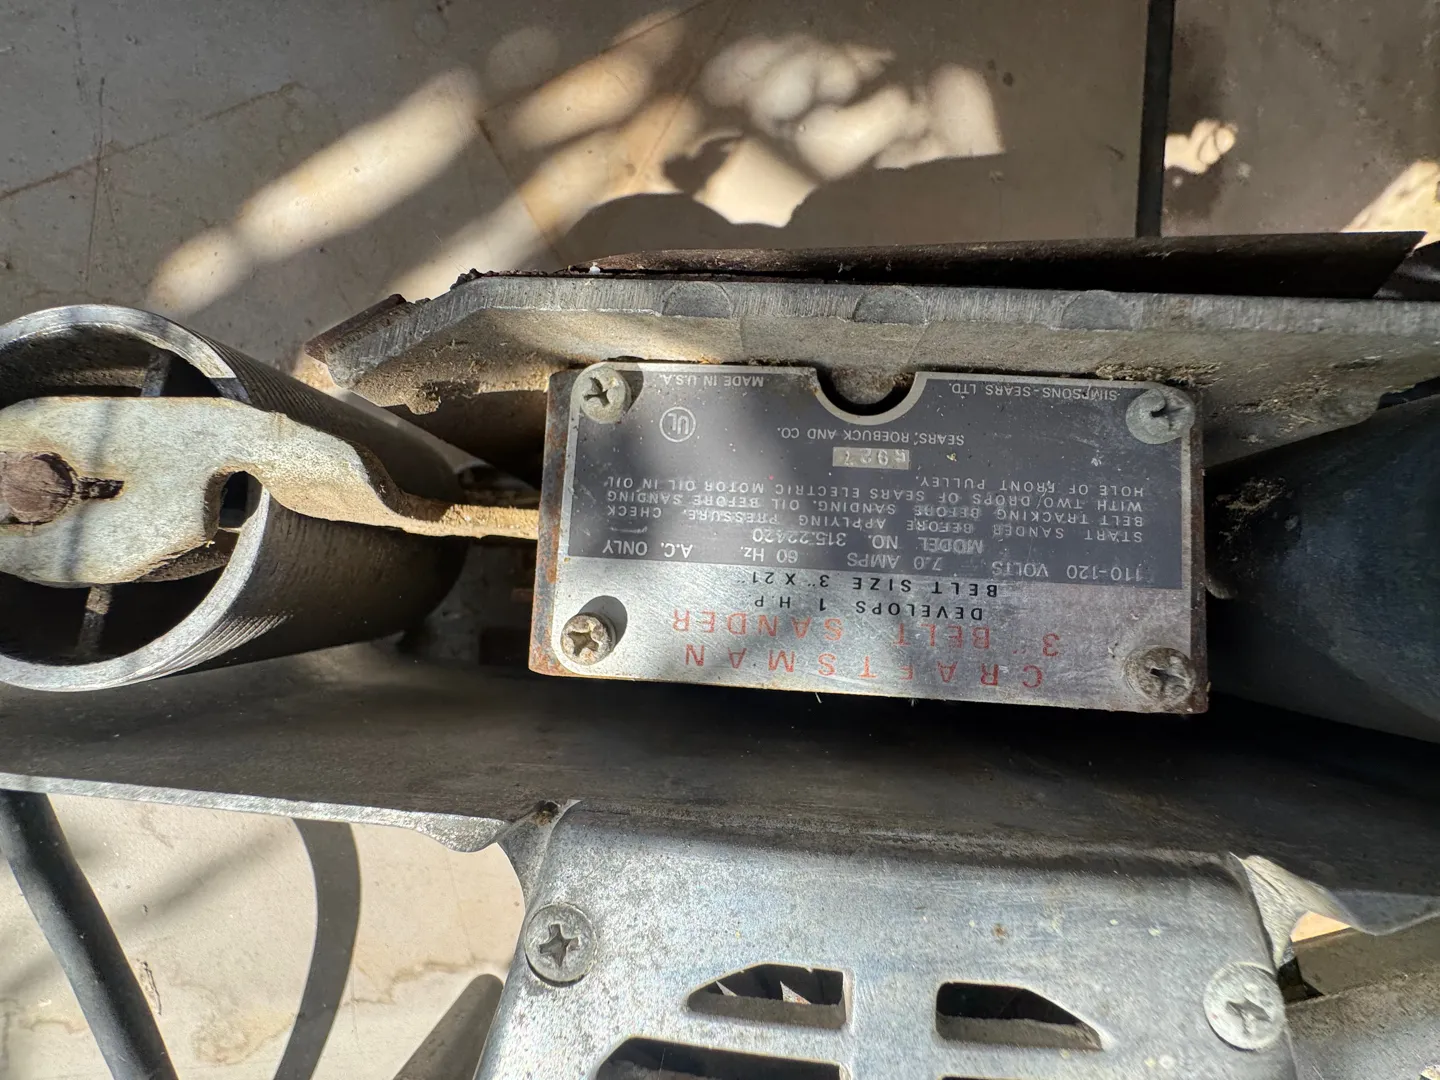 CRAFTSMAN
3" BELT SANDER
DEVELOPS 1 H.P.
BELT SIZE 3" X 21"
110-120 VOLTS 7.0 AMPS 60 Hz. A.C. ONLY
MODEL NO. 315.22420
START SANDER BEFORE APPLYING PRESSURE. CHECK
BELT TRACKING BEFORE SANDING. OIL BEFORE SANDING
WITH TWO DROPS OF SEARS ELECTRIC MOTOR OIL IN OIL
HOLE OF FRONT PULLEY.
SEARS, ROEBUCK AND CO.
UL
SIMPSONS-SEARS LTD.
MADE IN U.S.A.